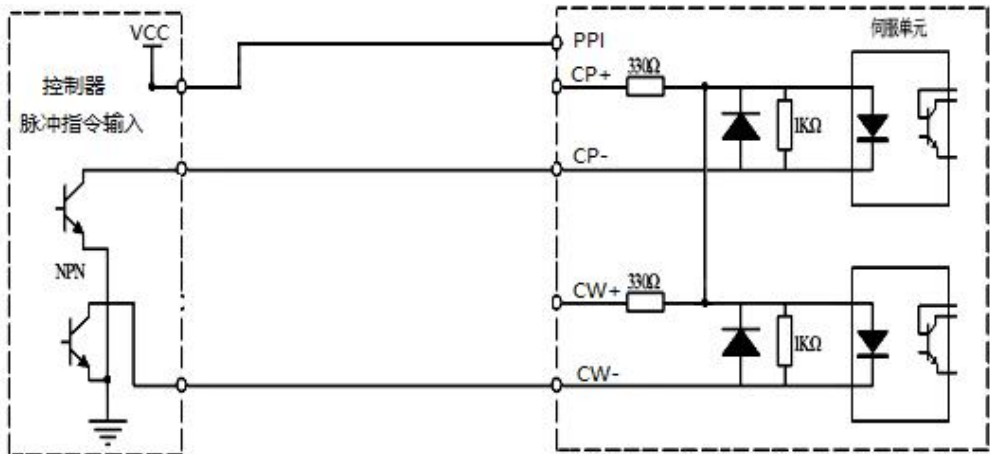 VCC
控制器
脉冲指令输入
NPN
PPI
CP+
330Ω
CP-
1KΩ
伺服单元
CW+
330Ω
CW-
1KΩ